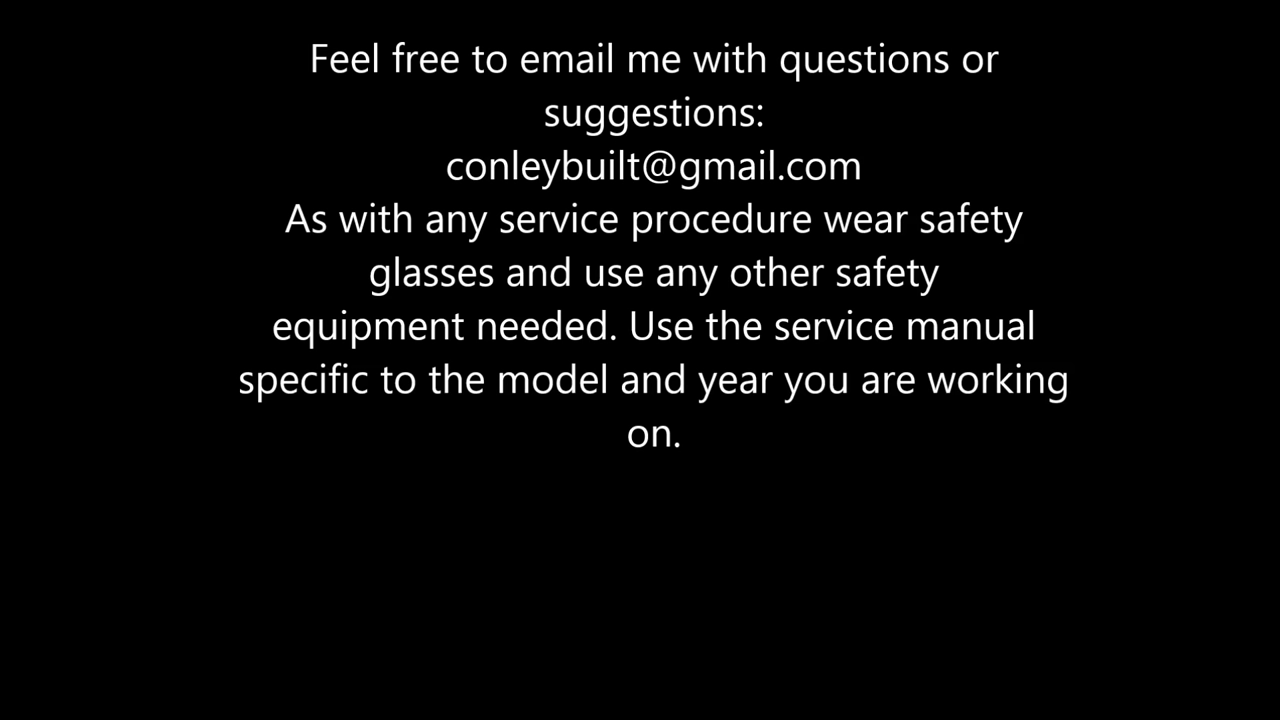 Feel free to email me with questions or
suggestions:
conleybuilt@gmail.com
As with any service procedure wear safety
glasses and use any other safety
equipment needed. Use the service manual
specific to the model and year you are working
on.